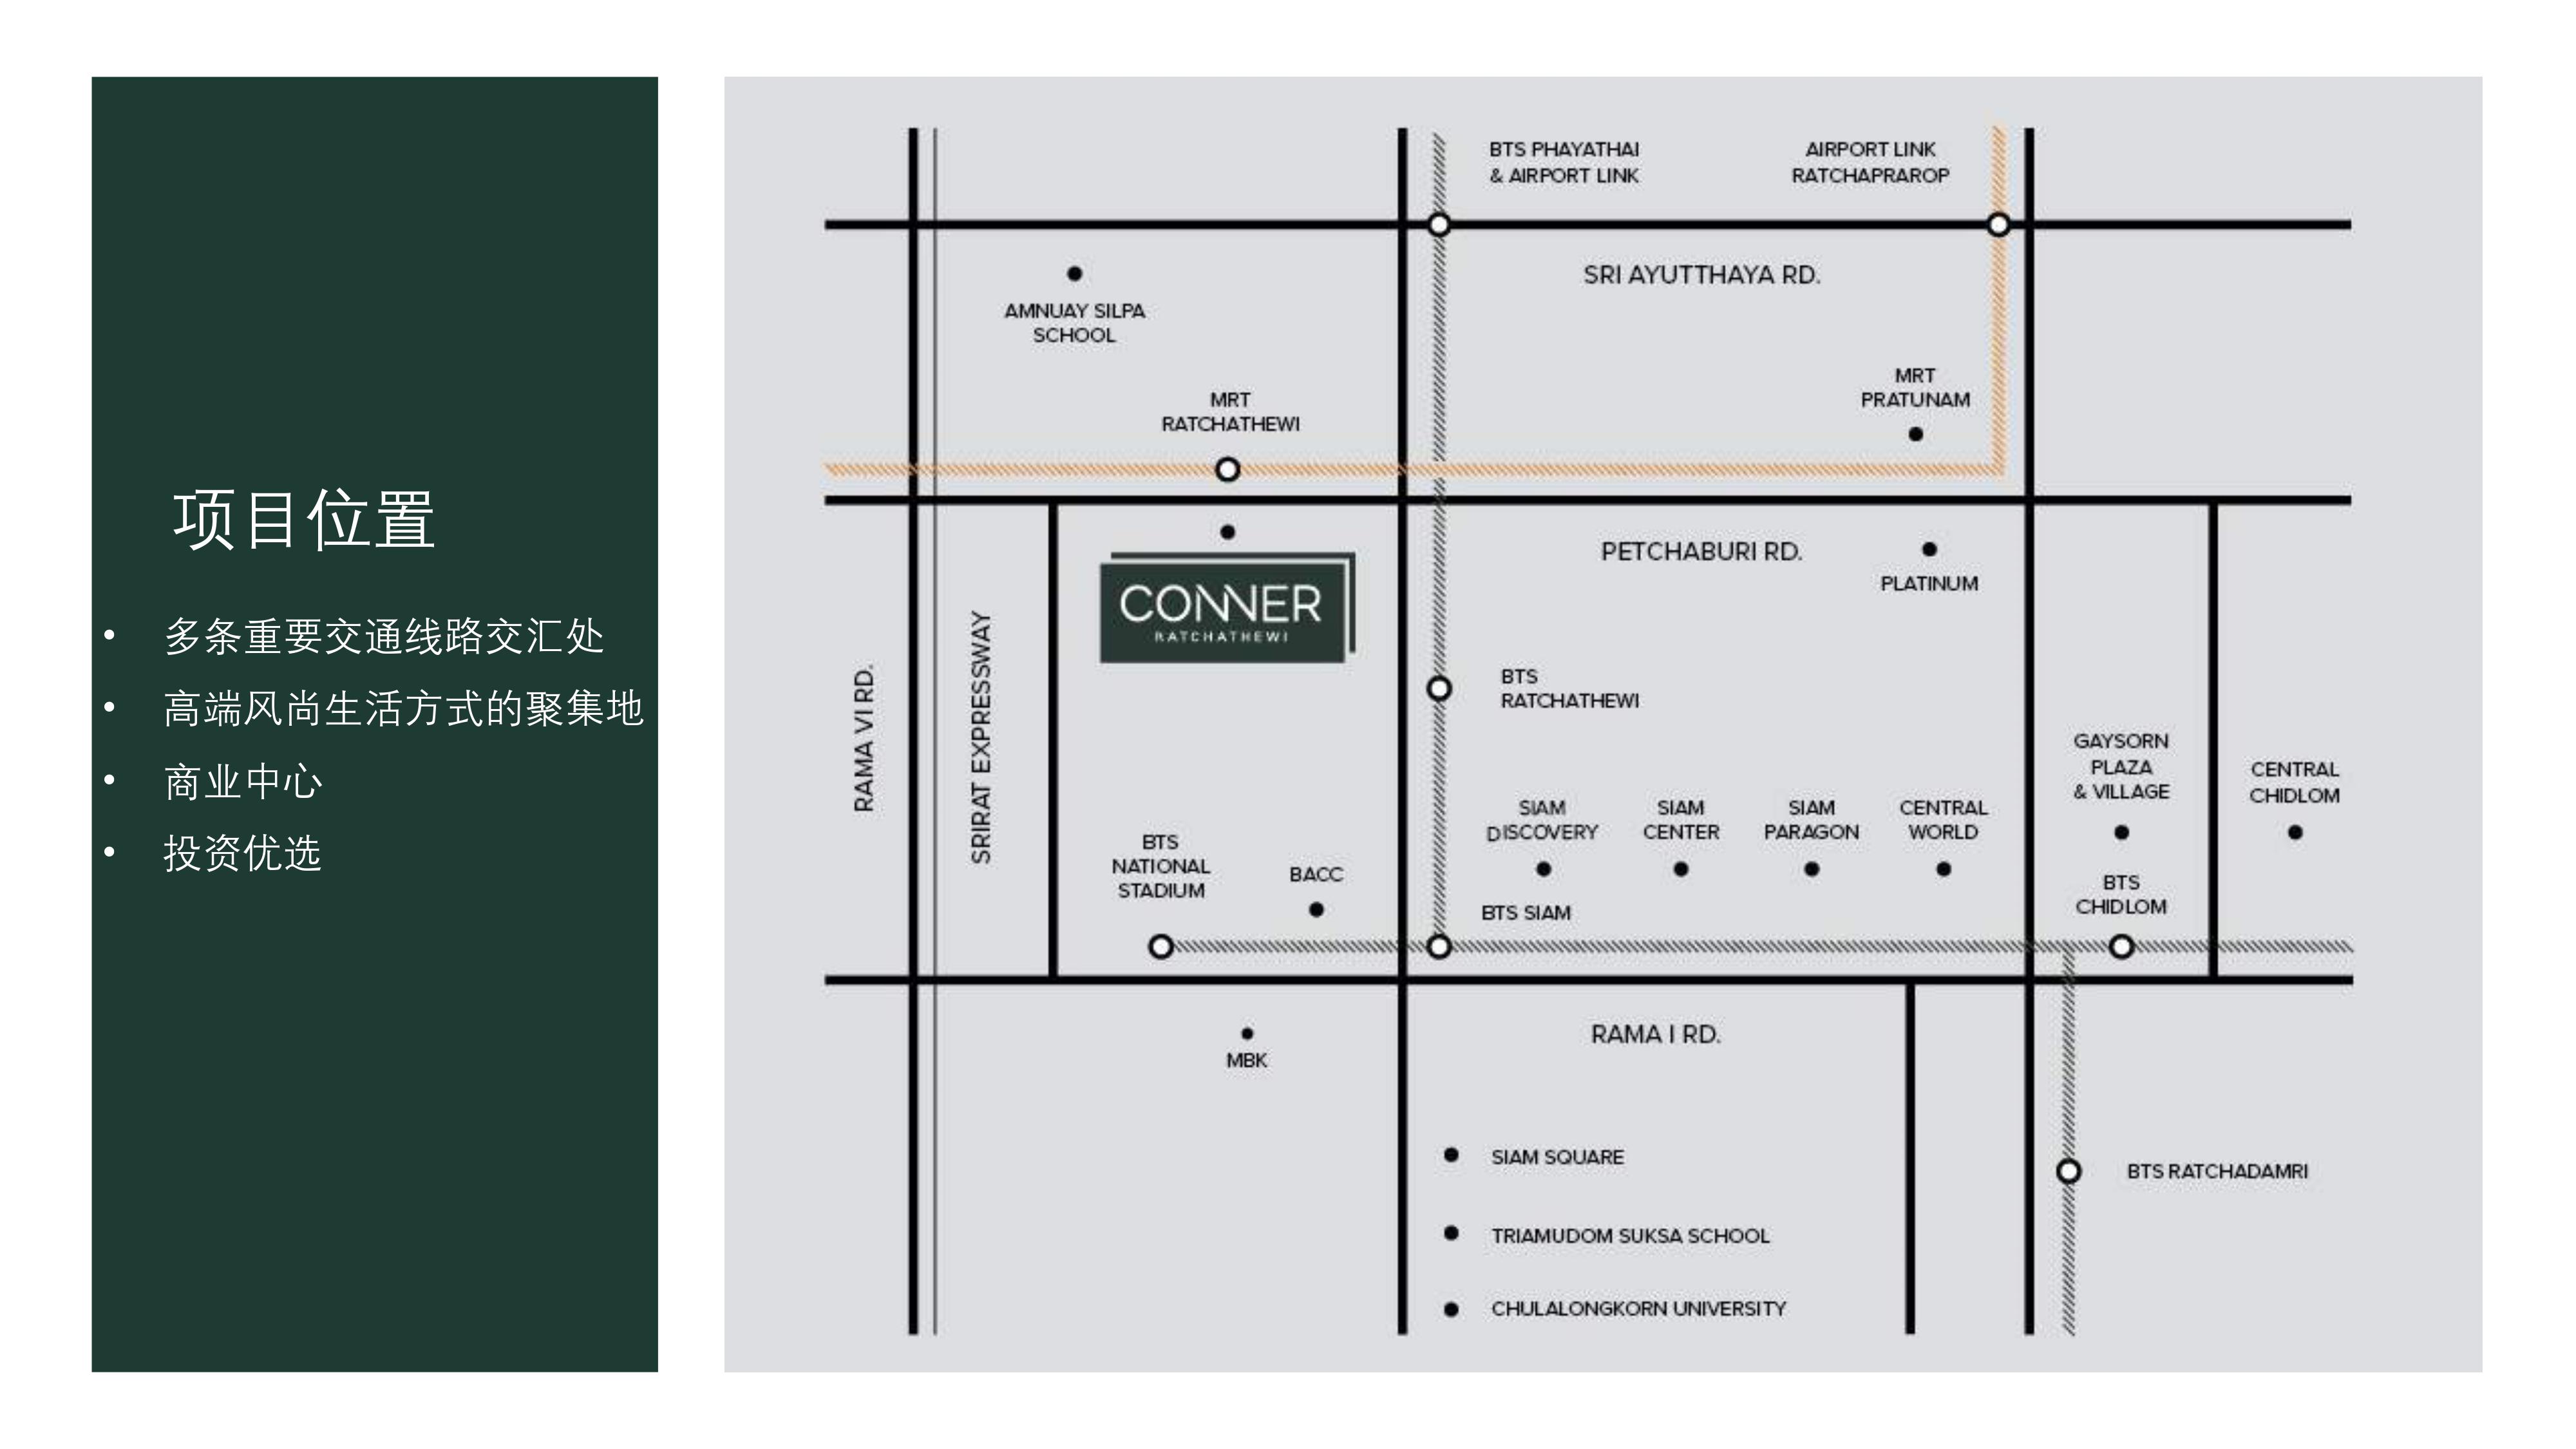 项目位置
• 多条重要交通线路交汇处
• 高端风尚生活方式的聚集地
• 商业中心
• 投资优选
BTS PHAYATHAI
& AIRPORT LINK
AIRPORT LINK
RATCHAPRAROP
SRI AYUTTHAYA RD.
AMNUAY SILPA
SCHOOL
MRT
RATCHATHEWI
MRT
PRATUNAM
CONNER
RATCHATHEWI
PETCHABURI RD.
PLATINUM
RAMA VI RD.
SRIRAT EXPRESSWAY
BTS
RATCHATHEWI
GAYSORN
PLAZA
& VILLAGE
CENTRAL
CHIDLOM
SIAM
DISCOVERY
SIAM
CENTER
SIAM
PARAGON
CENTRAL
WORLD
BTS
NATIONAL
STADIUM
BACC
BTS SIAM
BTS
CHIDLOM
MBK
RAMA I RD.
SIAM SQUARE
BTS RATCHADAMRI
TRIAMUDOM SUKSA SCHOOL
CHULALONGKORN UNIVERSITY